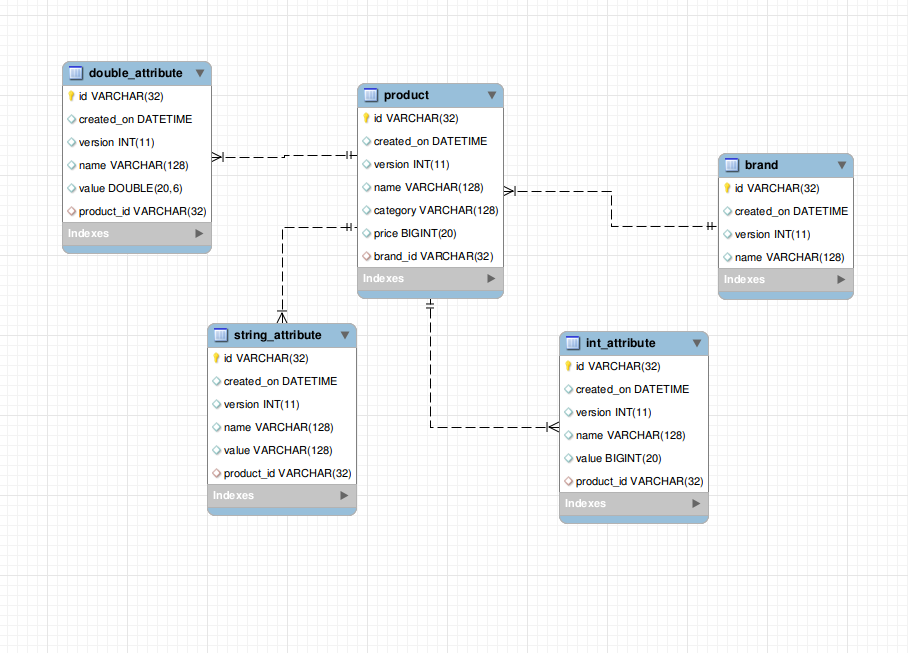 double_attribute
id VARCHAR(32)
created_on DATETIME
version INT(11)
name VARCHAR(128)
value DOUBLE(20,6)
product_id VARCHAR(32)
Indexes
product
id VARCHAR(32)
created_on DATETIME
version INT(11)
name VARCHAR(128)
category VARCHAR(128)
price BIGINT(20)
brand_id VARCHAR(32)
Indexes
brand
id VARCHAR(32)
created_on DATETIME
version INT(11)
name VARCHAR(128)
Indexes
string_attribute
id VARCHAR(32)
created_on DATETIME
version INT(11)
name VARCHAR(128)
value VARCHAR(128)
product_id VARCHAR(32)
Indexes
int_attribute
id VARCHAR(32)
created_on DATETIME
version INT(11)
name VARCHAR(128)
value BIGINT(20)
product_id VARCHAR(32)
Indexes